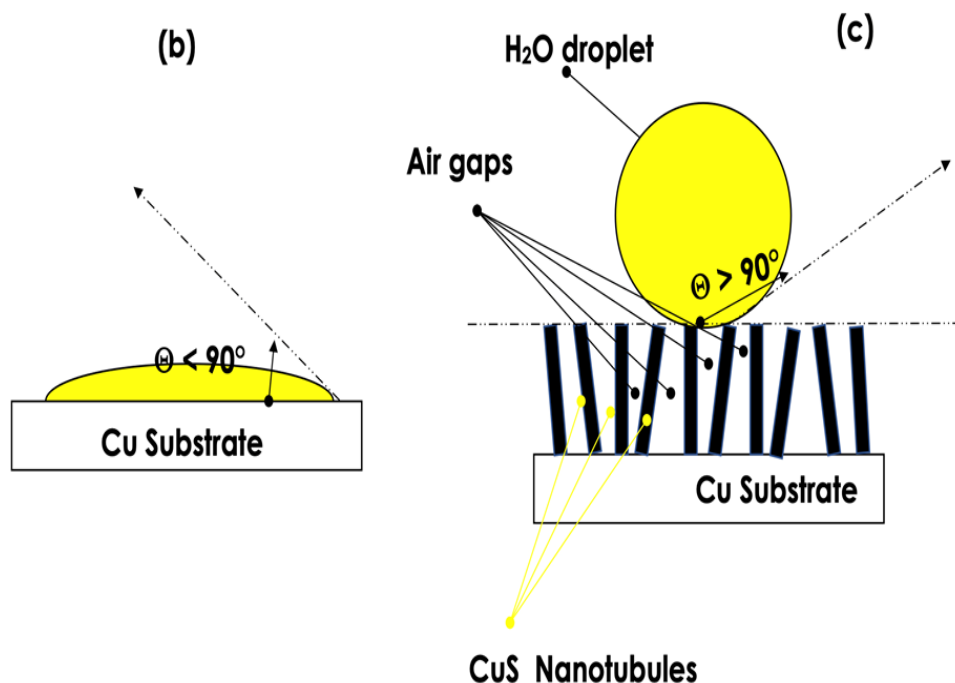 (b)
Θ < 90°
Cu Substrate
(c)
H₂O droplet
Air gaps
Θ > 90°
Cu Substrate
CuS Nanotubules